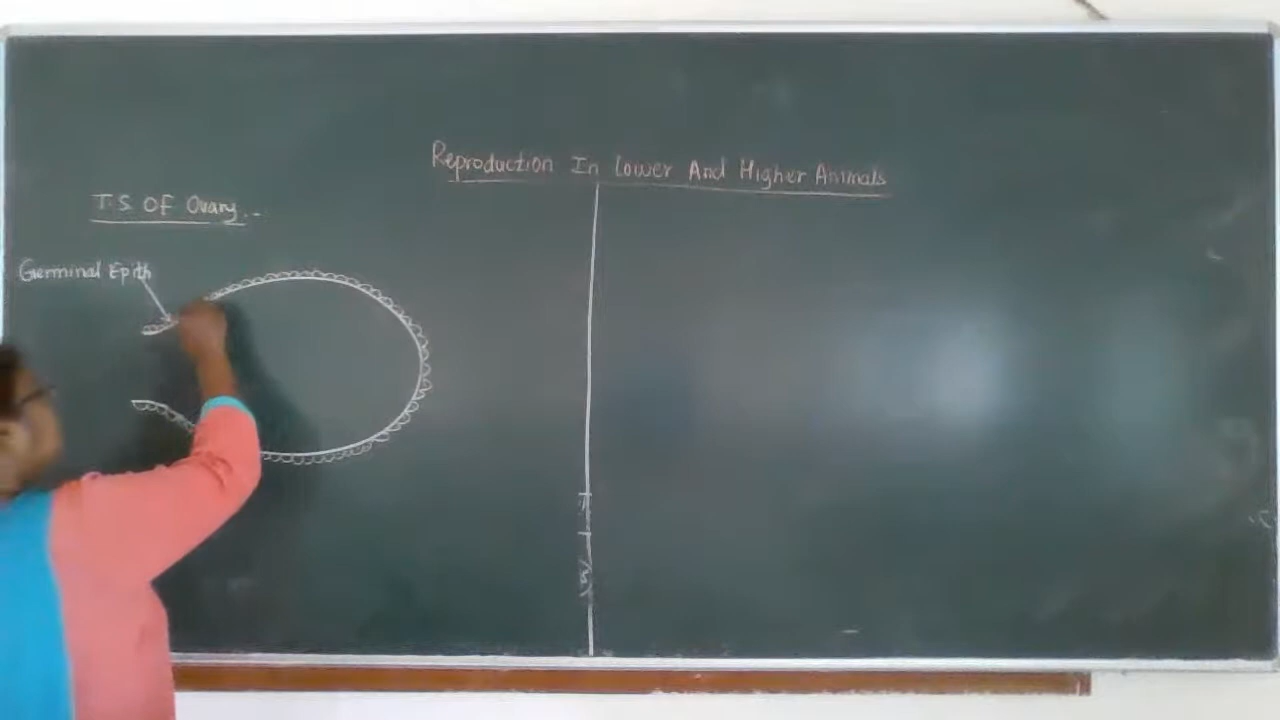 Reproduction In Lower And Higher Animals
T.S. OF Ovary...
Germinal Epith